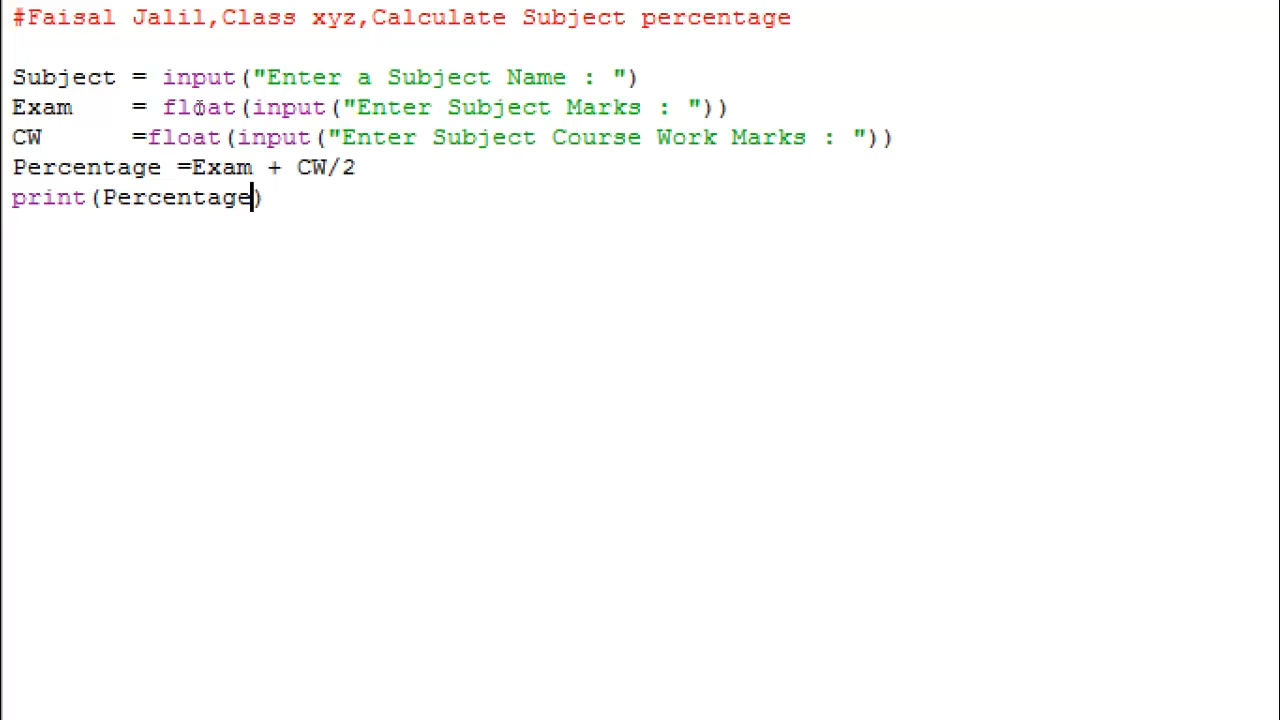 #Faisal Jalil,Class xyz,Calculate Subject percentage
Subject = input("Enter a Subject Name : ")
Exam    = float(input("Enter Subject Marks : "))
CW      =float(input("Enter Subject Course Work Marks : "))
Percentage =Exam + CW/2
print(Percentage)